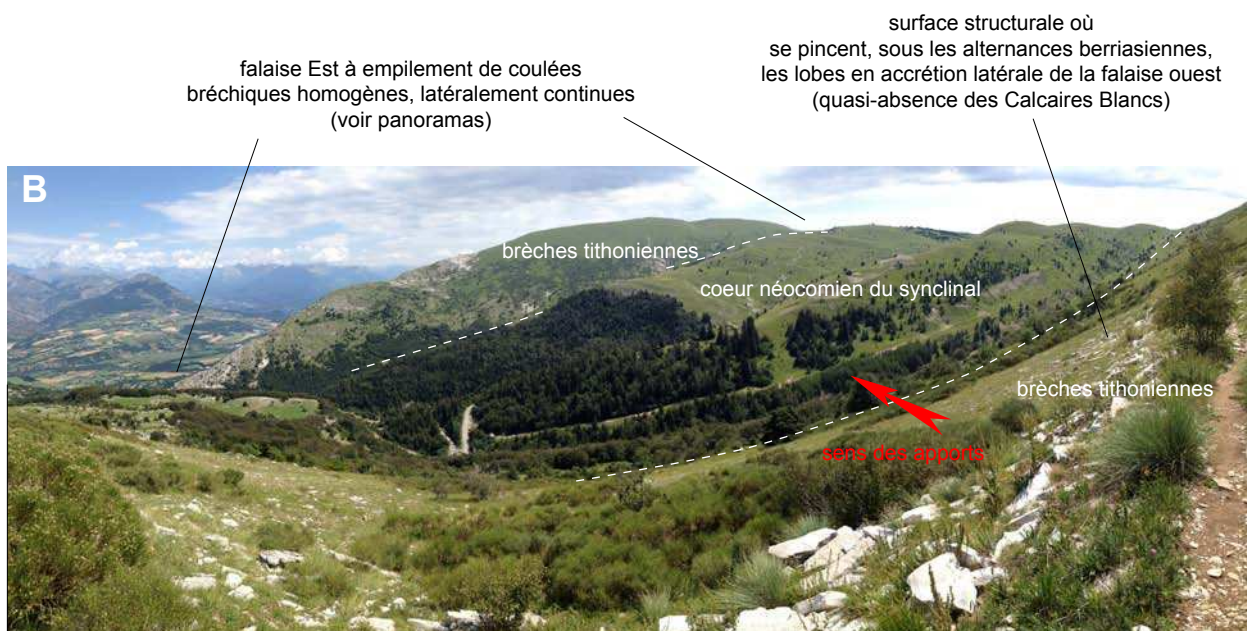 surface structurale où
se pincent, sous les alternances berriasiennes,
les lobes en accrétion latérale de la falaise ouest
(quasi-absence des Calcaires Blancs)
falaise Est à empilement de coulées
bréchiques homogènes, latéralement continues
(voir panoramas)
B
brèches tithoniennes
coeur néocomien du synclinal
brèches tithoniennes
sens des apports